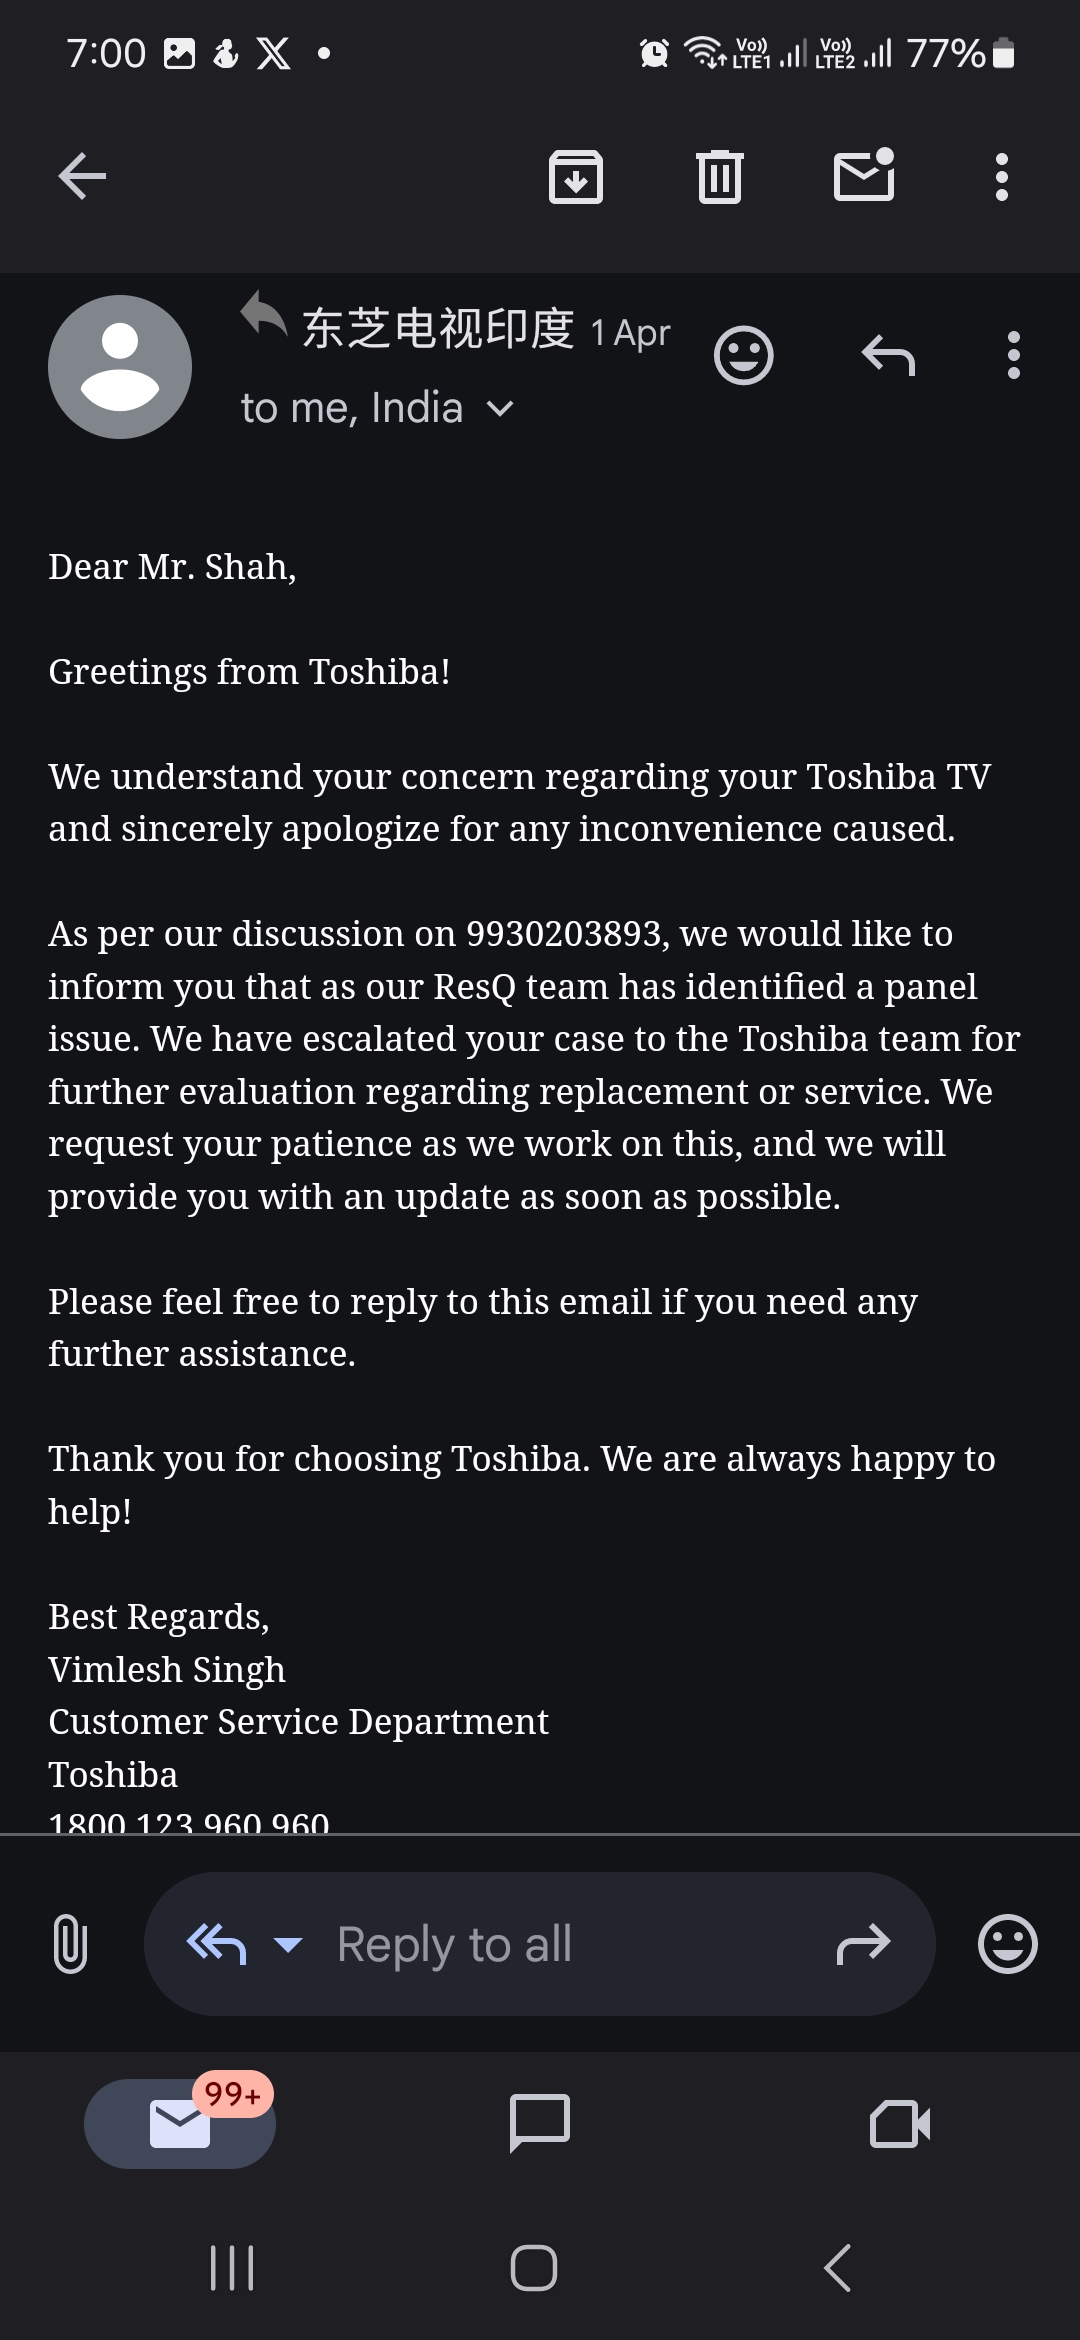 7:00 Vo)) LTE1 Vo)) LTE2 77%
东芝电视印度 1 Apr
to me, India
Dear Mr. Shah,
Greetings from Toshiba!
We understand your concern regarding your Toshiba TV
and sincerely apologize for any inconvenience caused.
As per our discussion on 9930203893, we would like to
inform you that as our ResQ team has identified a panel
issue. We have escalated your case to the Toshiba team for
further evaluation regarding replacement or service. We
request your patience as we work on this, and we will
provide you with an update as soon as possible.
Please feel free to reply to this email if you need any
further assistance.
Thank you for choosing Toshiba. We are always happy to
help!
Best Regards,
Vimlesh Singh
Customer Service Department
Toshiba
1800 123 960 960
Reply to all
99+